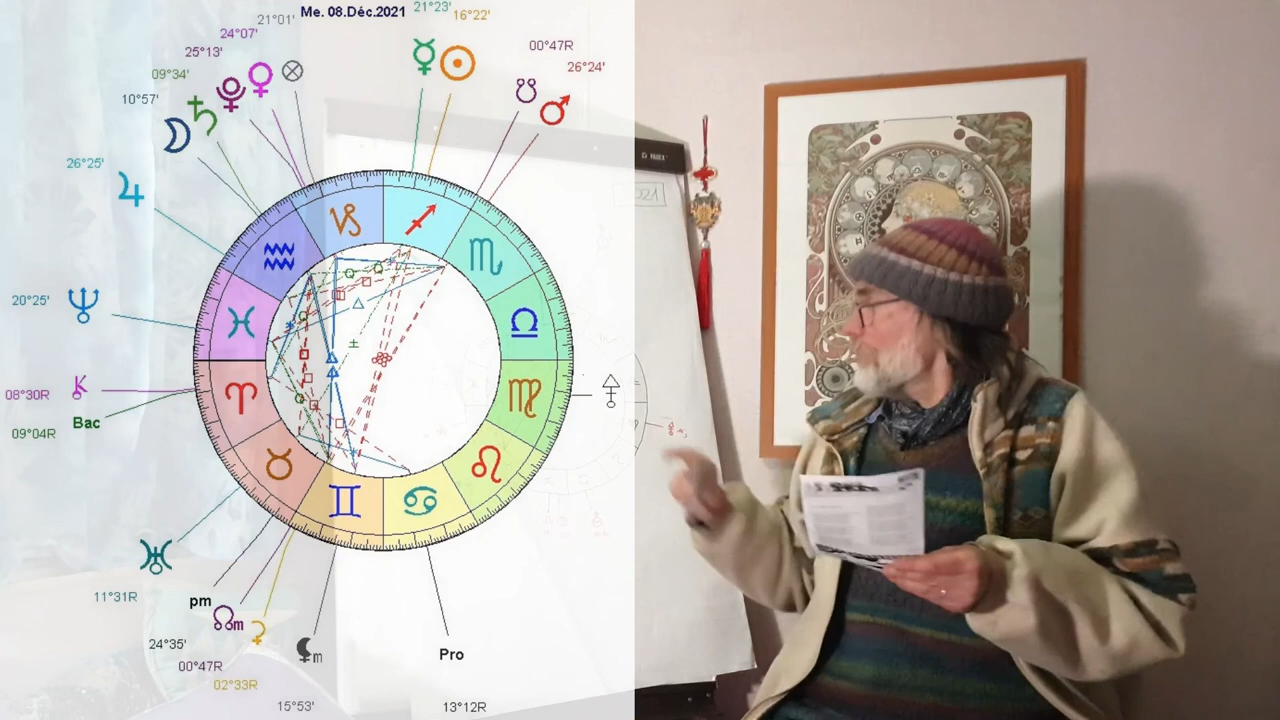 Me. 08.Déc.2021
21°23'
16°22'
21°01'
24°07'
25°13'
09°34'
10°57'
00°47R
26°24'
26°25'
20°25'
08°30R
Bac
09°04R
11°31R
pm
m
24°35'
00°47R
02°33R
m
15°53'
Pro
13°12R
2021